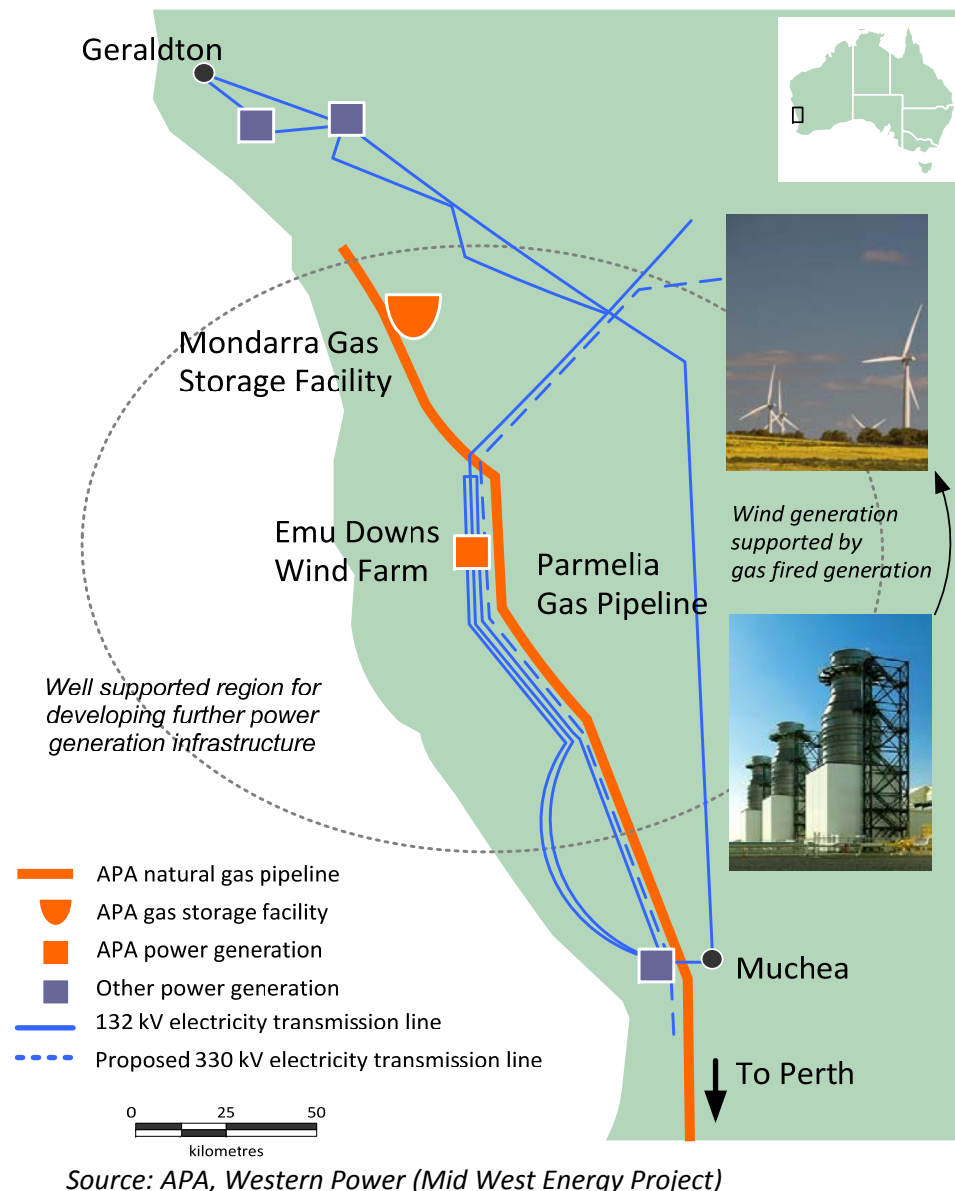 Geraldton
Mondarra Gas
Storage Facility
Wind generation
supported by
gas fired generation
Emu Downs
Wind Farm
Parmelia
Gas Pipeline
Well supported region for
developing further power
generation infrastructure
APA natural gas pipeline
APA gas storage facility
APA power generation
Other power generation
132 kV electricity transmission line
Proposed 330 kV electricity transmission line
Muchea
To Perth
0 25 50
kilometres
Source: APA, Western Power (Mid West Energy Project)